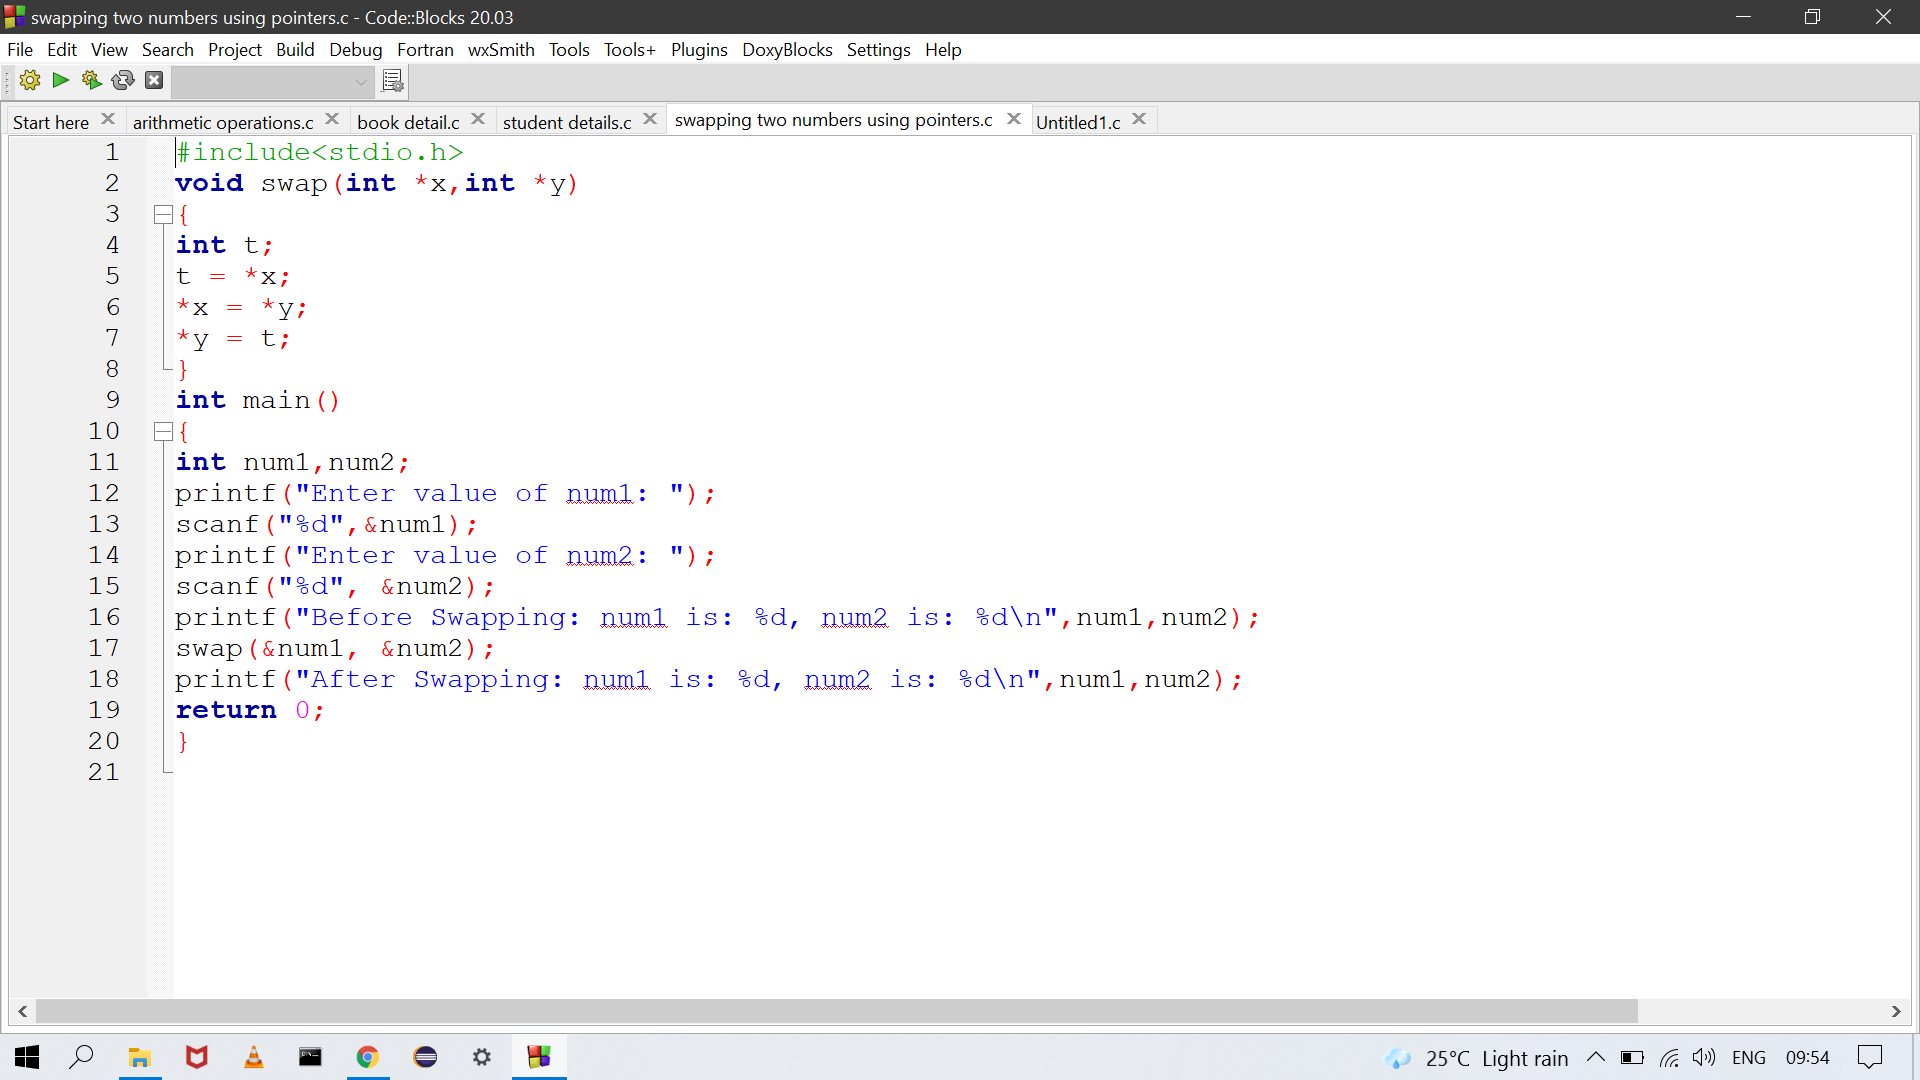 swapping two numbers using pointers.c - Code::Blocks 20.03
File Edit View Search Project Build Debug Fortran wxSmith Tools Tools+ Plugins DoxyBlocks Settings Help
Start here arithmetic operations.c book detail.c student details.c swapping two numbers using pointers.c Untitled1.c
1 #include<stdio.h>
2 void swap(int *x,int *y)
3 {
4 int t;
5 t = *x;
6 *x = *y;
7 *y = t;
8 }
9 int main()
10 {
11 int num1,num2;
12 printf("Enter value of num1: ");
13 scanf("%d",&num1);
14 printf("Enter value of num2: ");
15 scanf("%d", &num2);
16 printf("Before Swapping: num1 is: %d, num2 is: %d\n",num1,num2);
17 swap(&num1, &num2);
18 printf("After Swapping: num1 is: %d, num2 is: %d\n",num1,num2);
19 return 0;
20 }
21
25°C Light rain ENG 09:54